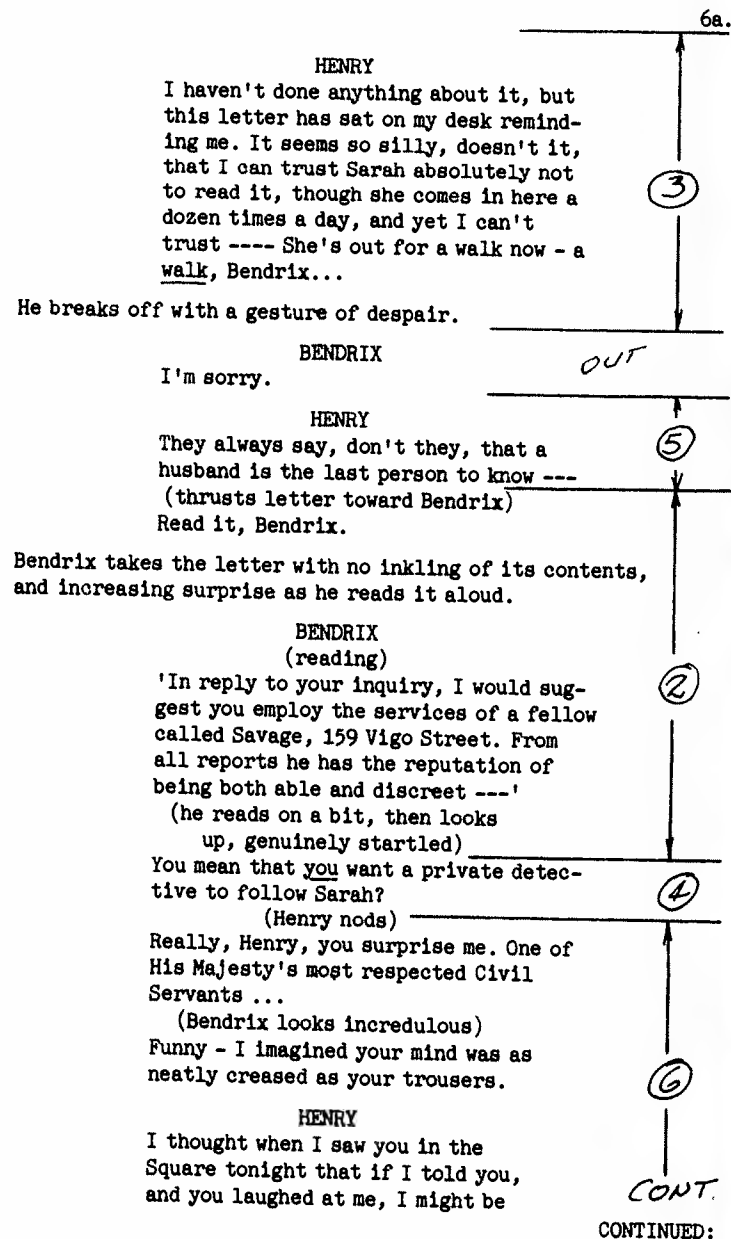 6a.
HENRY
I haven't done anything about it, but
this letter has sat on my desk remind-
ing me. It seems so silly, doesn't it,
that I can trust Sarah absolutely not
to read it, though she comes in here a
dozen times a day, and yet I can't
trust ---- She's out for a walk now - a
walk, Bendrix...
3
He breaks off with a gesture of despair.
BENDRIX
I'm sorry.
OUT
HENRY
They always say, don't they, that a
husband is the last person to know ---
(thrusts letter toward Bendrix)
Read it, Bendrix.
5
Bendrix takes the letter with no inkling of its contents,
and increasing surprise as he reads it aloud.
BENDRIX
(reading)
'In reply to your inquiry, I would sug-
gest you employ the services of a fellow
called Savage, 159 Vigo Street. From
all reports he has the reputation of
being both able and discreet ---'
(he reads on a bit, then looks
up, genuinely startled)
2
You mean that you want a private detec-
tive to follow Sarah?
4
(Henry nods)
Really, Henry, you surprise me. One of
His Majesty's most respected Civil
Servants ...
(Bendrix looks incredulous)
Funny - I imagined your mind was as
neatly creased as your trousers.
6
HENRY
I thought when I saw you in the
Square tonight that if I told you,
and you laughed at me, I might be
CONT.
CONTINUED: